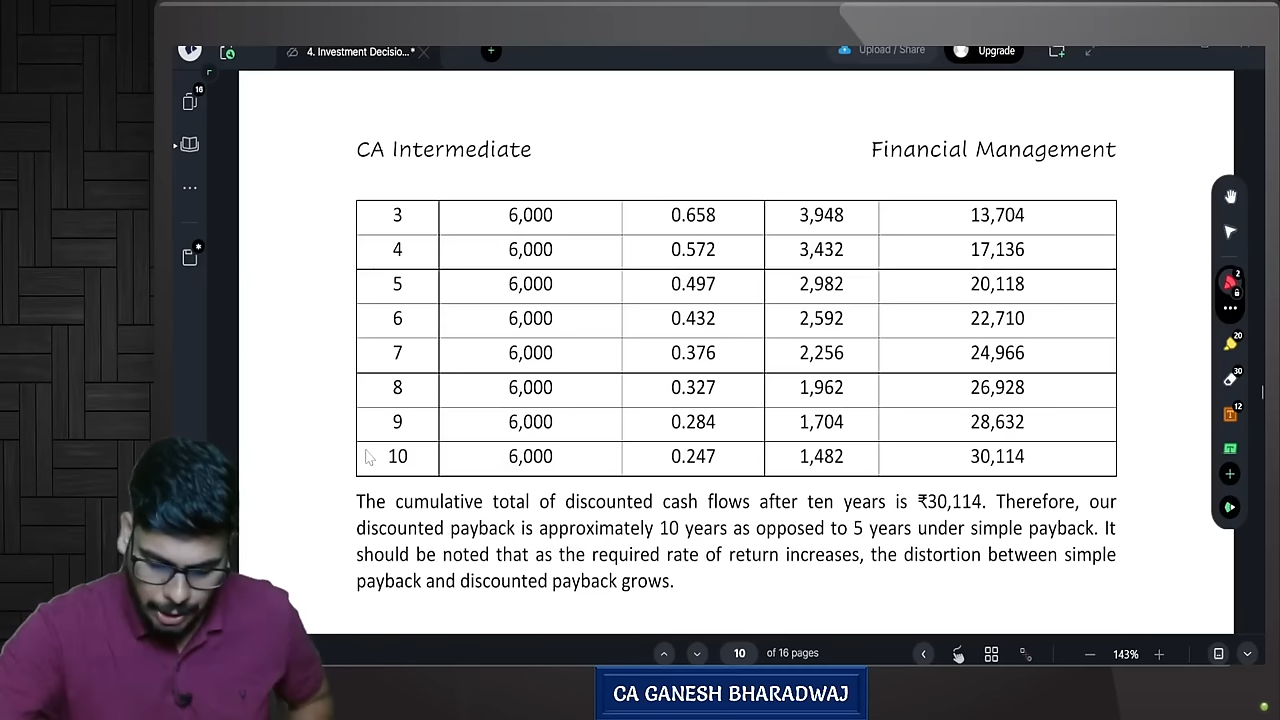 4. Investment Decisio...*
Upload / Share
Upgrade
16
CA Intermediate
Financial Management
3 6,000 0.658 3,948 13,704
4 6,000 0.572 3,432 17,136
5 6,000 0.497 2,982 20,118
6 6,000 0.432 2,592 22,710
7 6,000 0.376 2,256 24,966
8 6,000 0.327 1,962 26,928
9 6,000 0.284 1,704 28,632
10 6,000 0.247 1,482 30,114
The cumulative total of discounted cash flows after ten years is ₹30,114. Therefore, our
discounted payback is approximately 10 years as opposed to 5 years under simple payback. It
should be noted that as the required rate of return increases, the distortion between simple
payback and discounted payback grows.
2
20
30
12
10 of 16 pages
143%
CA GANESH BHARADWAJ